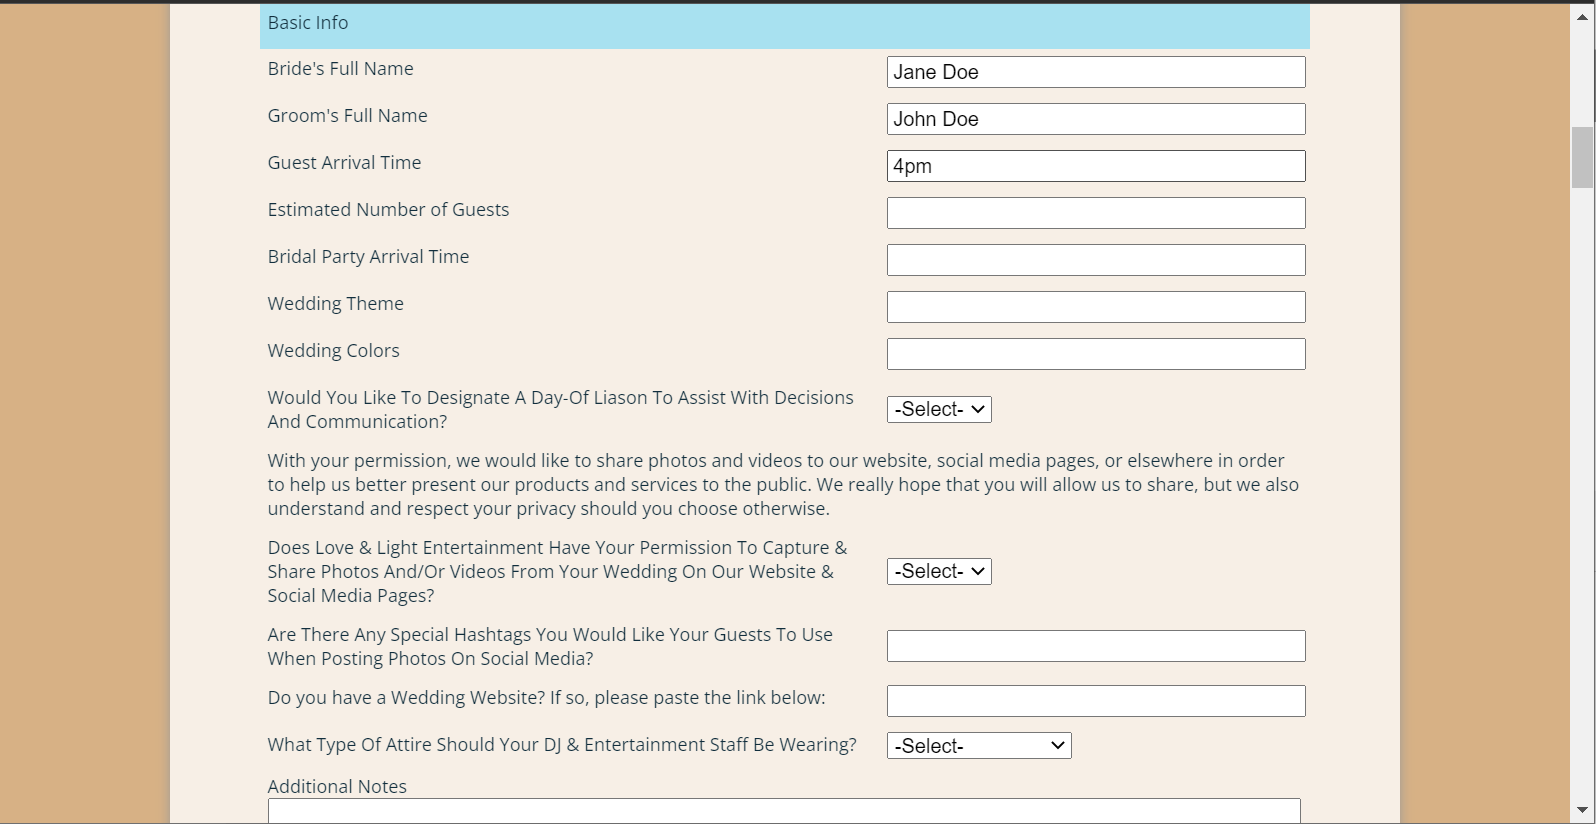 Basic Info
Bride's Full Name
Jane Doe
Groom's Full Name
John Doe
Guest Arrival Time
4pm
Estimated Number of Guests
Bridal Party Arrival Time
Wedding Theme
Wedding Colors
Would You Like To Designate A Day-Of Liason To Assist With Decisions
And Communication?
-Select-
With your permission, we would like to share photos and videos to our website, social media pages, or elsewhere in order
to help us better present our products and services to the public. We really hope that you will allow us to share, but we also
understand and respect your privacy should you choose otherwise.
Does Love & Light Entertainment Have Your Permission To Capture &
Share Photos And/Or Videos From Your Wedding On Our Website &
Social Media Pages?
-Select-
Are There Any Special Hashtags You Would Like Your Guests To Use
When Posting Photos On Social Media?
Do you have a Wedding Website? If so, please paste the link below:
What Type Of Attire Should Your DJ & Entertainment Staff Be Wearing?
-Select-
Additional Notes